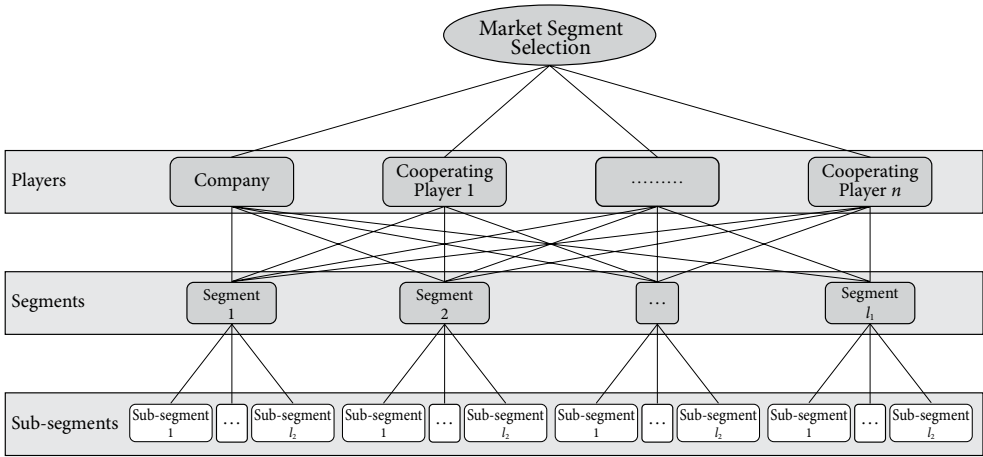 Market Segment
Selection
Players
Company
Cooperating
Player 1
.........
Cooperating
Player n
Segments
Segment
1
Segment
2
...
Segment
l₁
Sub-segments
Sub-segment
1
...
Sub-segment
l₂
Sub-segment
1
...
Sub-segment
l₂
Sub-segment
1
...
Sub-segment
l₂
Sub-segment
1
...
Sub-segment
l₂